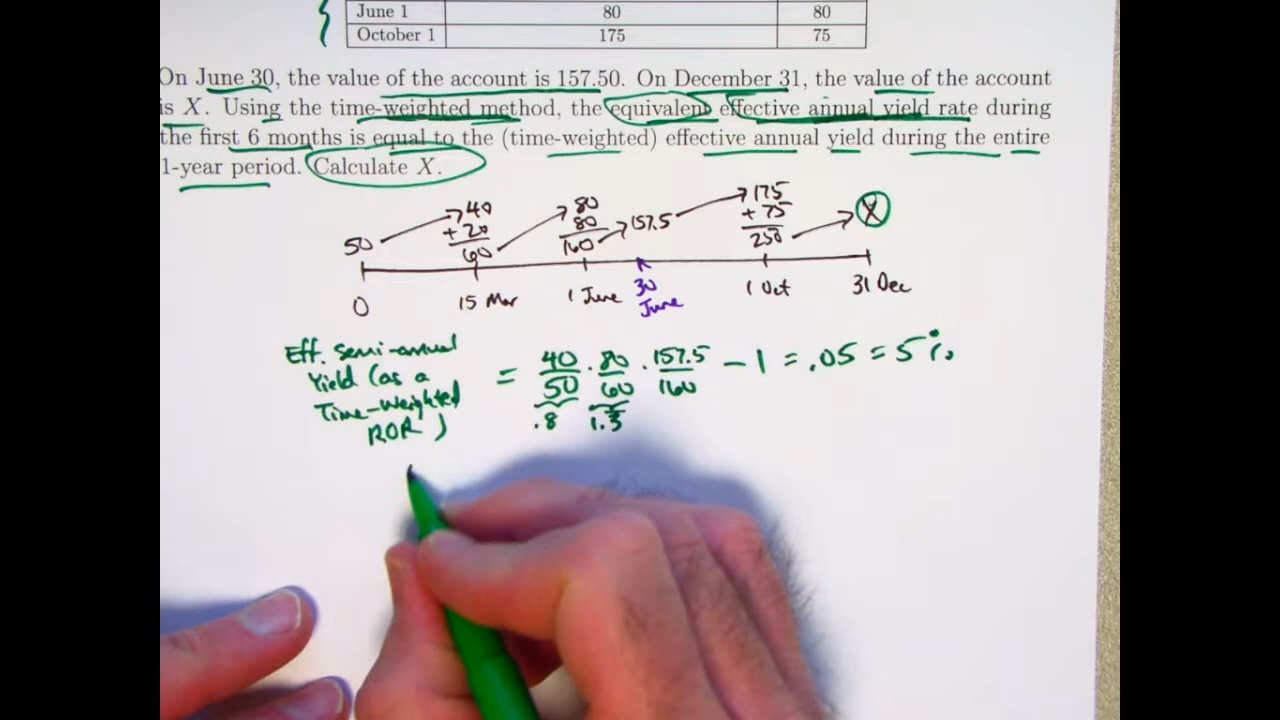 June 1 80 80
October 1 175 75
On June 30, the value of the account is 157.50. On December 31, the value of the account
is X. Using the time-weighted method, the equivalent effective annual yield rate during
the first 6 months is equal to the (time-weighted) effective annual yield during the entire
1-year period. Calculate X.
50 40 + 20 60 80 80 160 157.5 175 + 75 250 X
0 15 Mar 1 June 30 June 1 Oct 31 Dec
Eff. Semi-annual
Yield (as a
Time-Weighted
ROR)
= 40/50 · 80/60 · 157.5/160 - 1 = .05 = 5%
.8 1.3